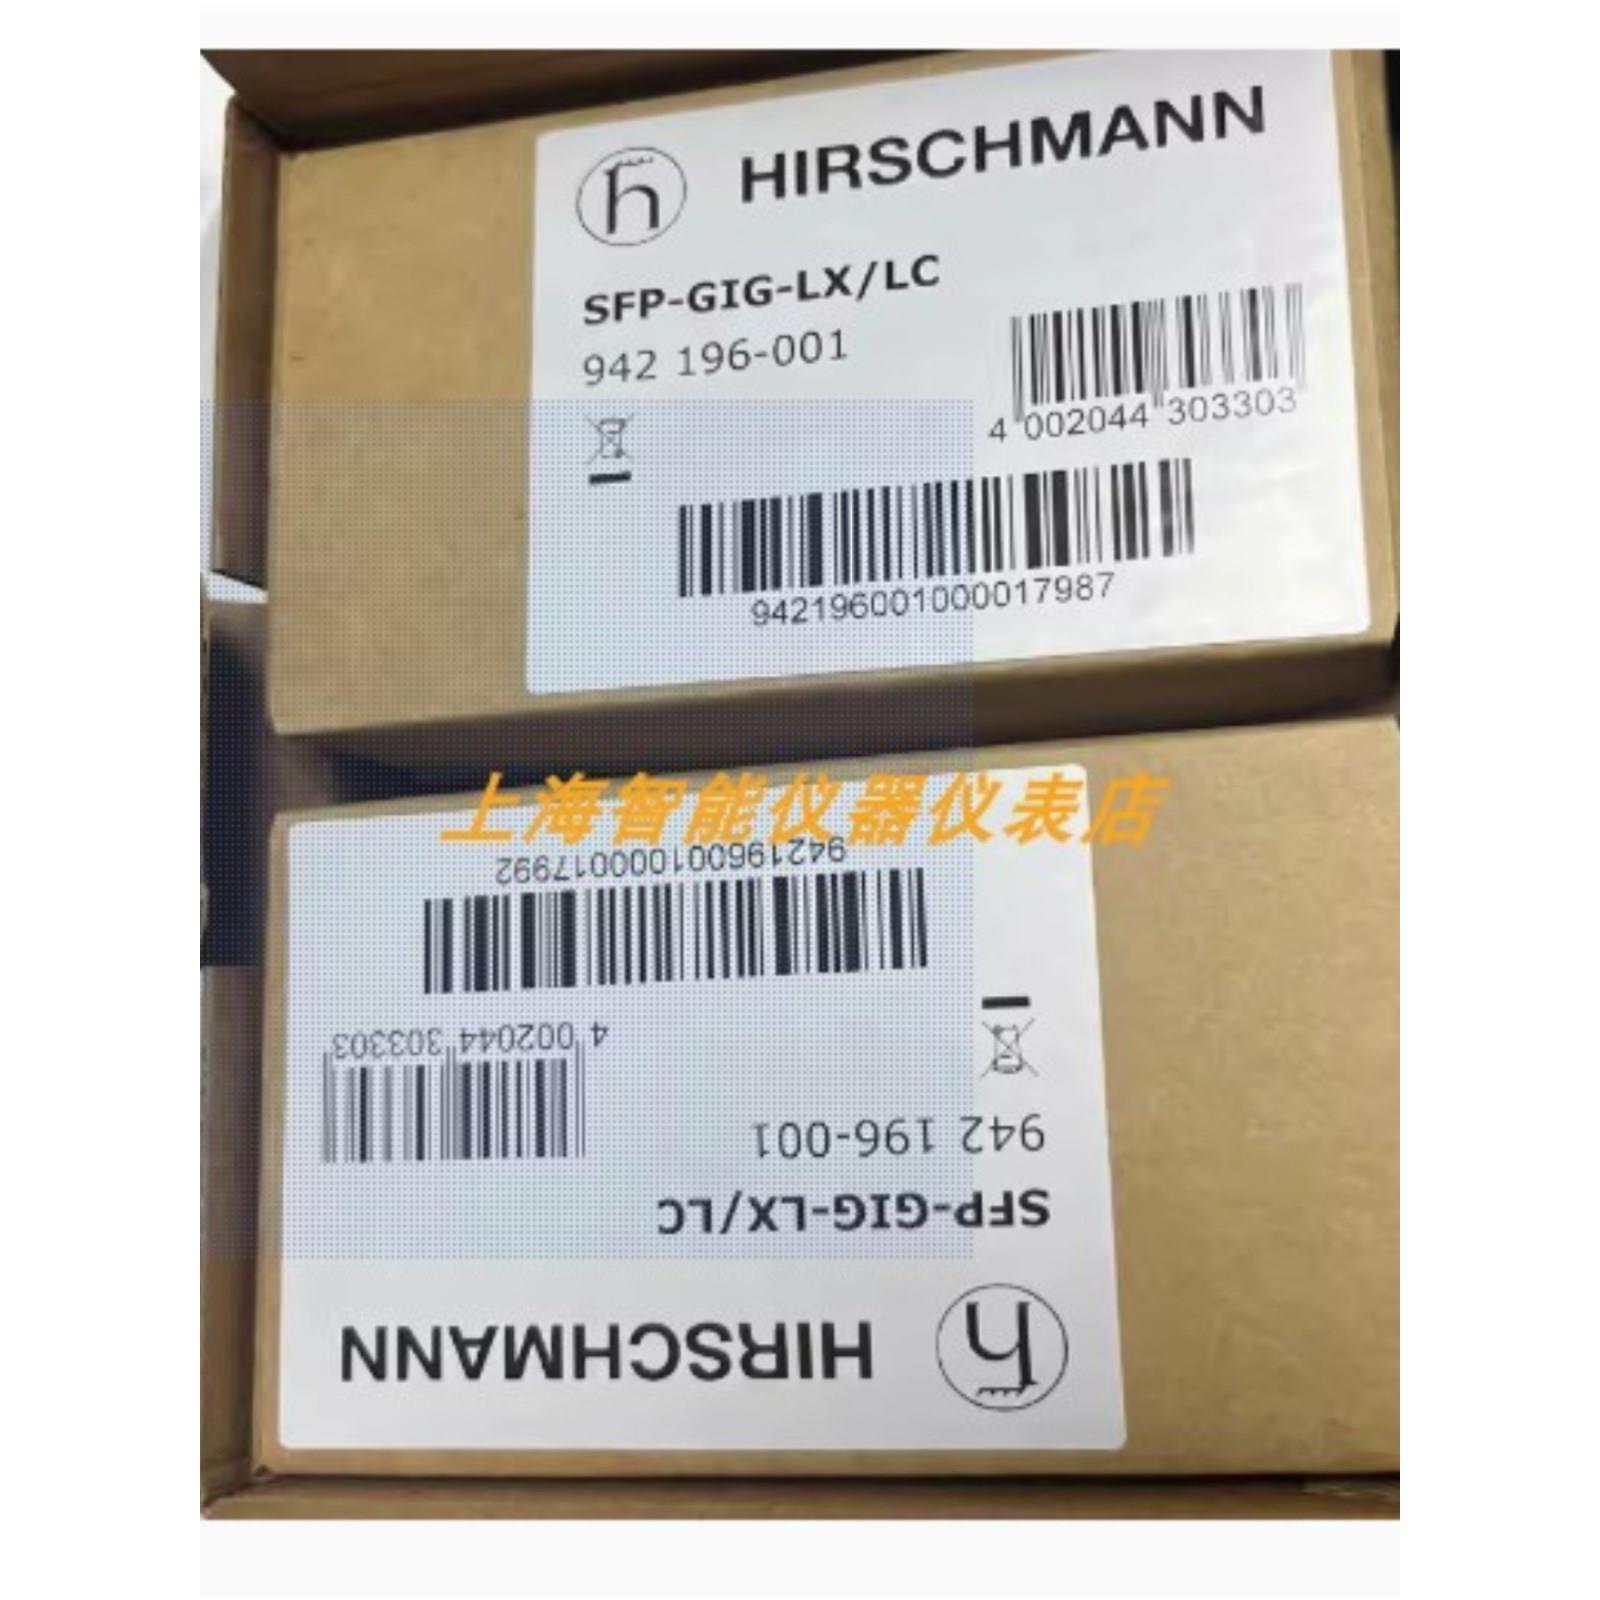 h HIRSCHMANN
SFP-GIG-LX/LC
942 196-001
4 002044 303303
942196001000017987
上海智能仪器仪表店
942196001000017992
4 002044 303303
942 196-001
SFP-GIG-LX/LC
h HIRSCHMANN